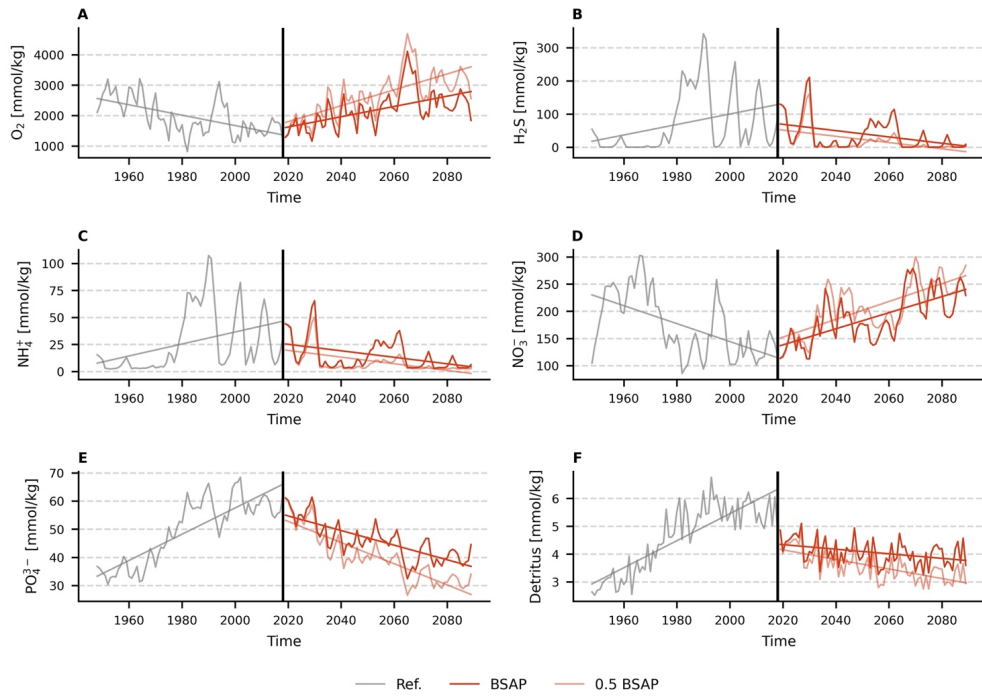 A
O₂ [mmol/kg]
4000
3000
2000
1000
1960 1980 2000 2020 2040 2060 2080
Time
B
H₂S [mmol/kg]
300
200
100
0
1960 1980 2000 2020 2040 2060 2080
Time
C
NH₄⁺ [mmol/kg]
100
75
50
25
0
1960 1980 2000 2020 2040 2060 2080
Time
D
NO₃⁻ [mmol/kg]
300
250
200
150
100
1960 1980 2000 2020 2040 2060 2080
Time
E
PO₄³⁻ [mmol/kg]
70
60
50
40
30
1960 1980 2000 2020 2040 2060 2080
Time
F
Detritus [mmol/kg]
6
5
4
3
1960 1980 2000 2020 2040 2060 2080
Time
Ref. BSAP 0.5 BSAP